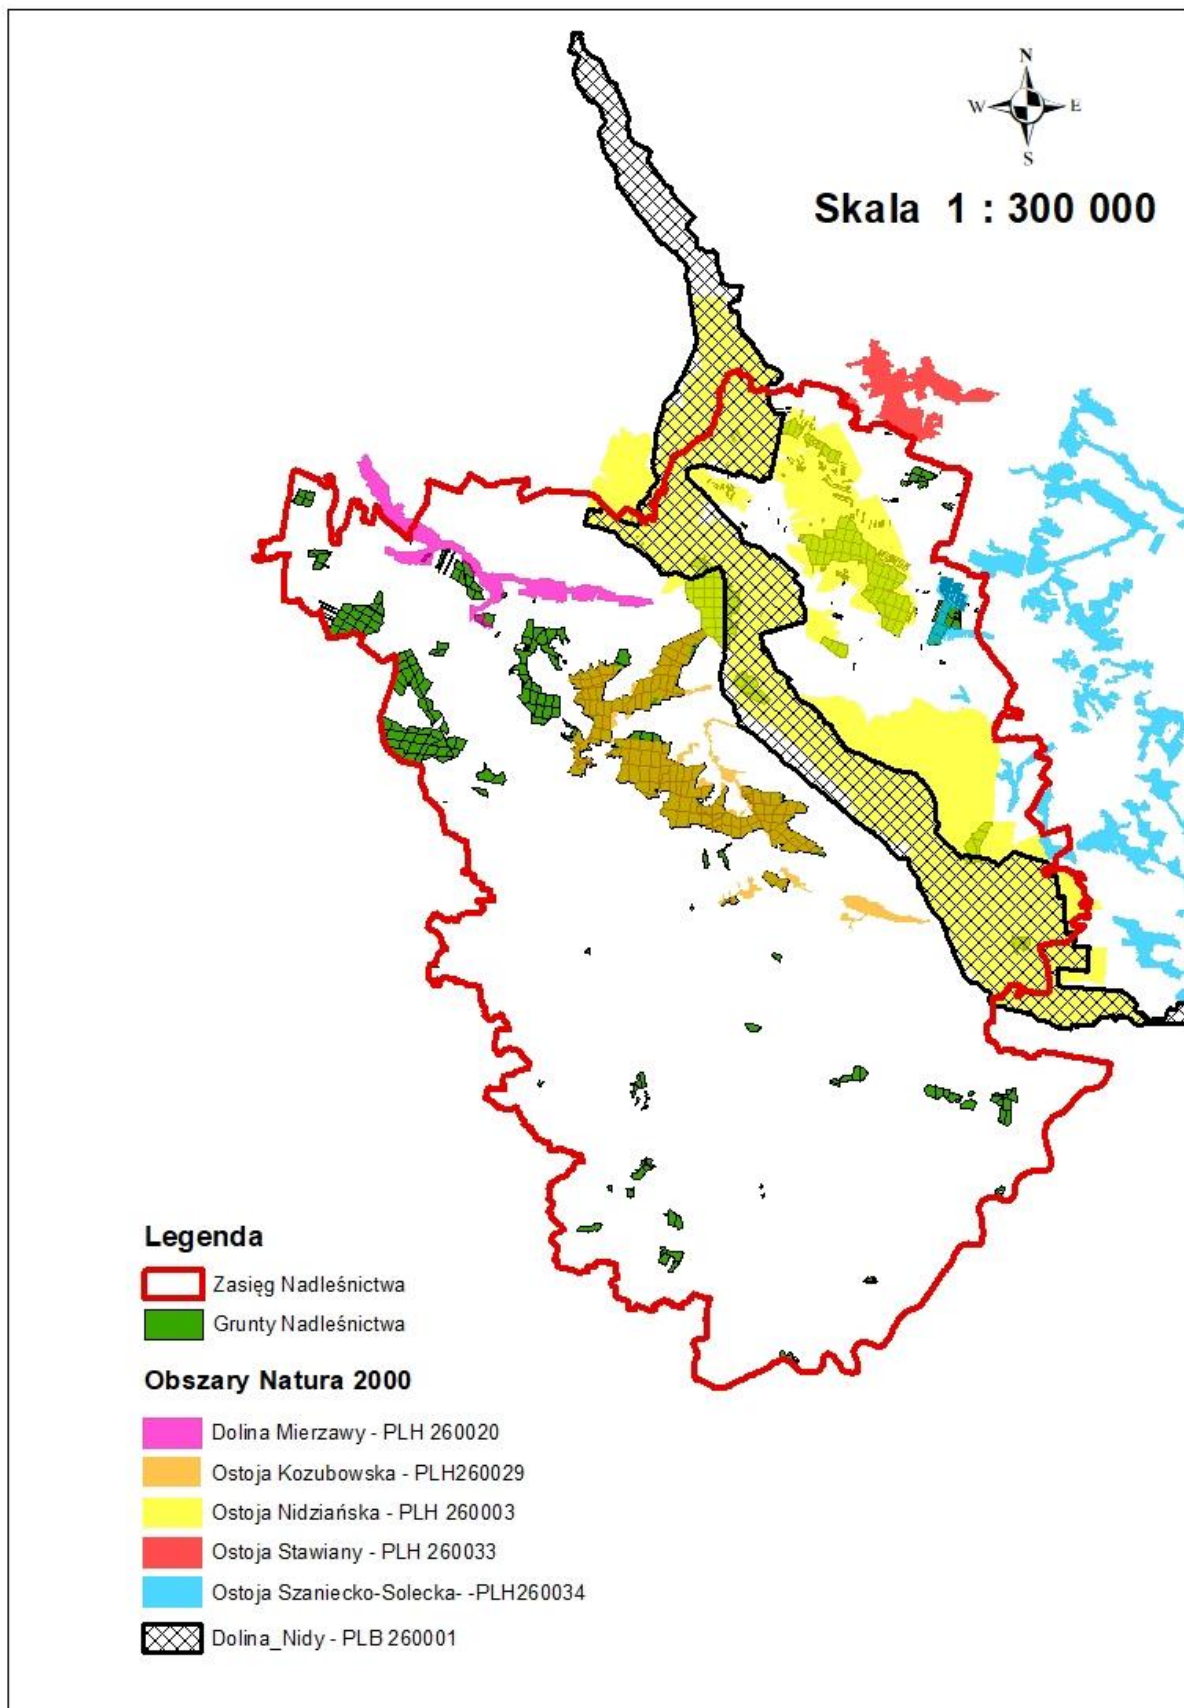 N
W E
S
Skala 1 : 300 000
Legenda
Zasięg Nadleśnictwa
Grunty Nadleśnictwa
Obszary Natura 2000
Dolina Mierzawy - PLH 260020
Ostoja Kozubowska - PLH260029
Ostoja Nidziańska - PLH 260003
Ostoja Stawiany - PLH 260033
Ostoja Szaniecko-Solecka- -PLH260034
Dolina_Nidy - PLB 260001